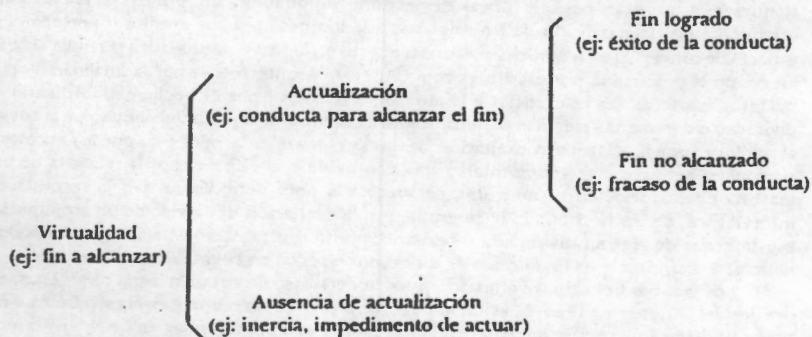 Fin logrado
(ej: éxito de la conducta)
Actualización
(ej: conducta para alcanzar el fin)
Fin no alcanzado
(ej: fracaso de la conducta)
Virtualidad
(ej: fin a alcanzar)
Ausencia de actualización
(ej: inercia, impedimento de actuar)